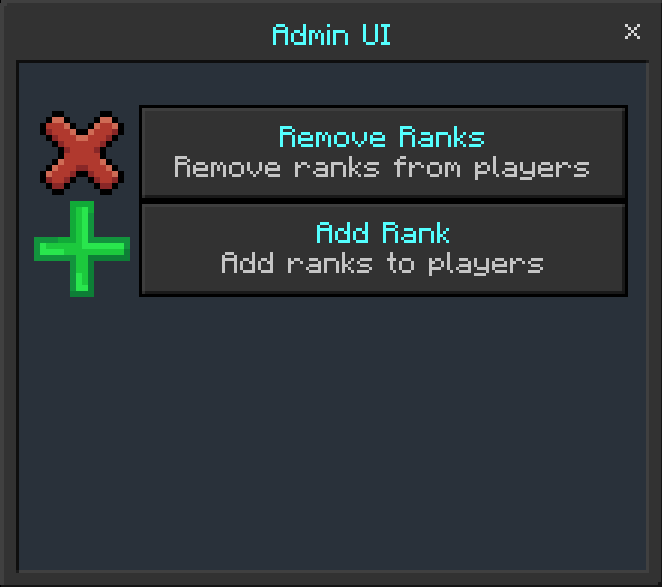 Admin UI
Remove Ranks
Remove ranks from players
Add Rank
Add ranks to players